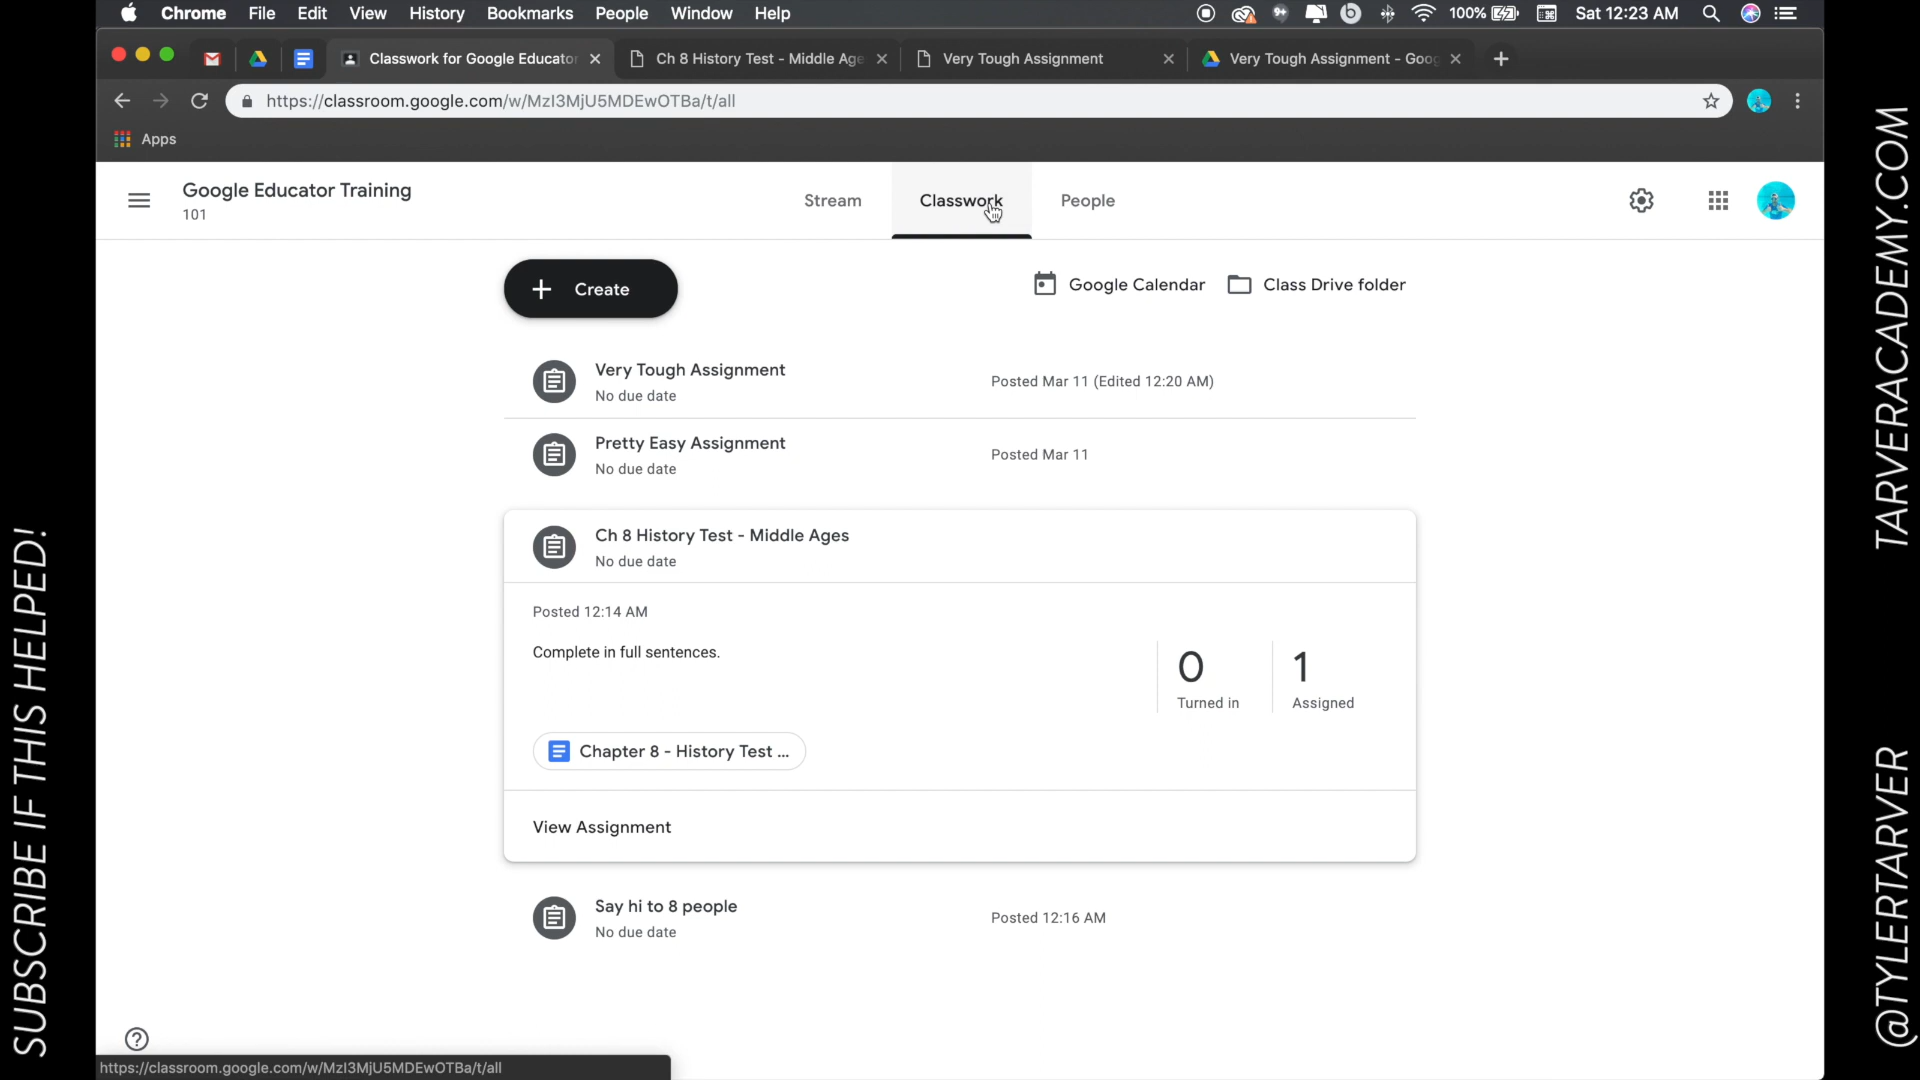 Chrome File Edit View History Bookmarks People Window Help
100% Sat 12:23 AM
Classwork for Google Educator
Ch 8 History Test - Middle Age
Very Tough Assignment
Very Tough Assignment - Goog
https://classroom.google.com/w/MzI3MjU5MDEwOTBa/t/all
Apps
Google Educator Training
101
Stream
Classwork
People
Create
Google Calendar
Class Drive folder
Very Tough Assignment
No due date
Posted Mar 11 (Edited 12:20 AM)
Pretty Easy Assignment
No due date
Posted Mar 11
Ch 8 History Test - Middle Ages
No due date
Posted 12:14 AM
Complete in full sentences.
0
Turned in
1
Assigned
Chapter 8 - History Test ...
View Assignment
Say hi to 8 people
No due date
Posted 12:16 AM
https://classroom.google.com/w/MzI3MjU5MDEwOTBa/t/all
SUBSCRIBE IF THIS HELPED!
TARVERACADEMY.COM
@TYLERTARVER